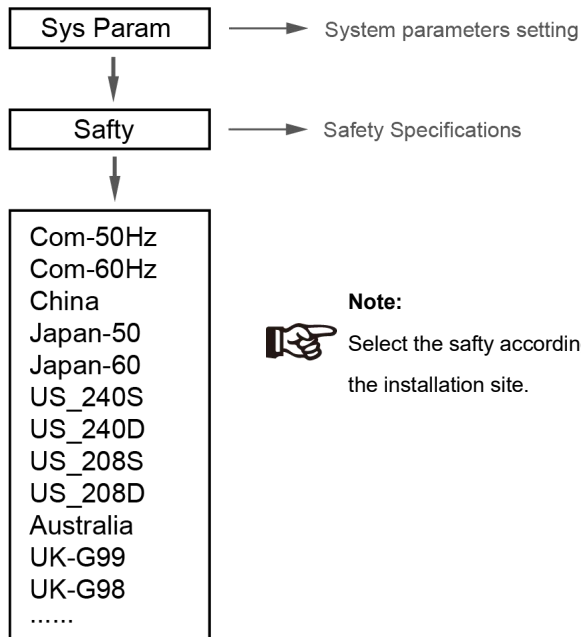 Sys Param
System parameters setting
Safty
Safety Specifications
Com-50Hz
Com-60Hz
China
Japan-50
Japan-60
US_240S
US_240D
US_208S
US_208D
Australia
UK-G99
UK-G98
......
Note:
Select the safty accordin
the installation site.